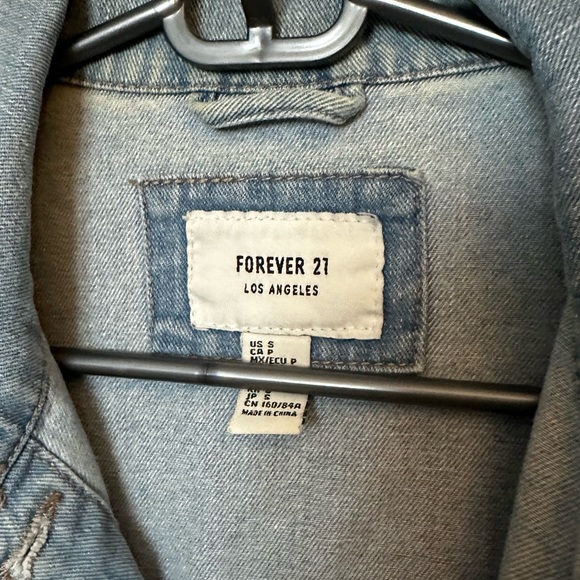 FOREVER 21
LOS ANGELES
US S
CA P
MX/ECU P
JP S
CN 160/84A
MADE IN CHINA